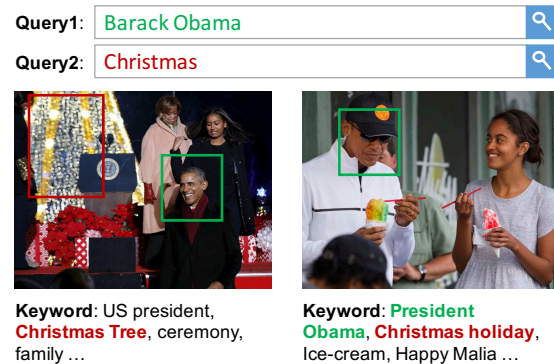 Query1: Barack Obama
Query2: Christmas
Keyword: US president,
Christmas Tree, ceremony,
family ...
Keyword: President
Obama, Christmas holiday,
Ice-cream, Happy Malia ...